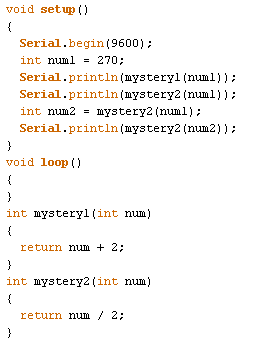 void setup()
{
  Serial.begin(9600);
  int num1 = 270;
  Serial.println(mystery1(num1));
  Serial.println(mystery2(num1));
  int num2 = mystery2(num1);
  Serial.println(mystery2(num2));
}
void loop()
{
}
int mystery1(int num)
{
  return num + 2;
}
int mystery2(int num)
{
  return num / 2;
}